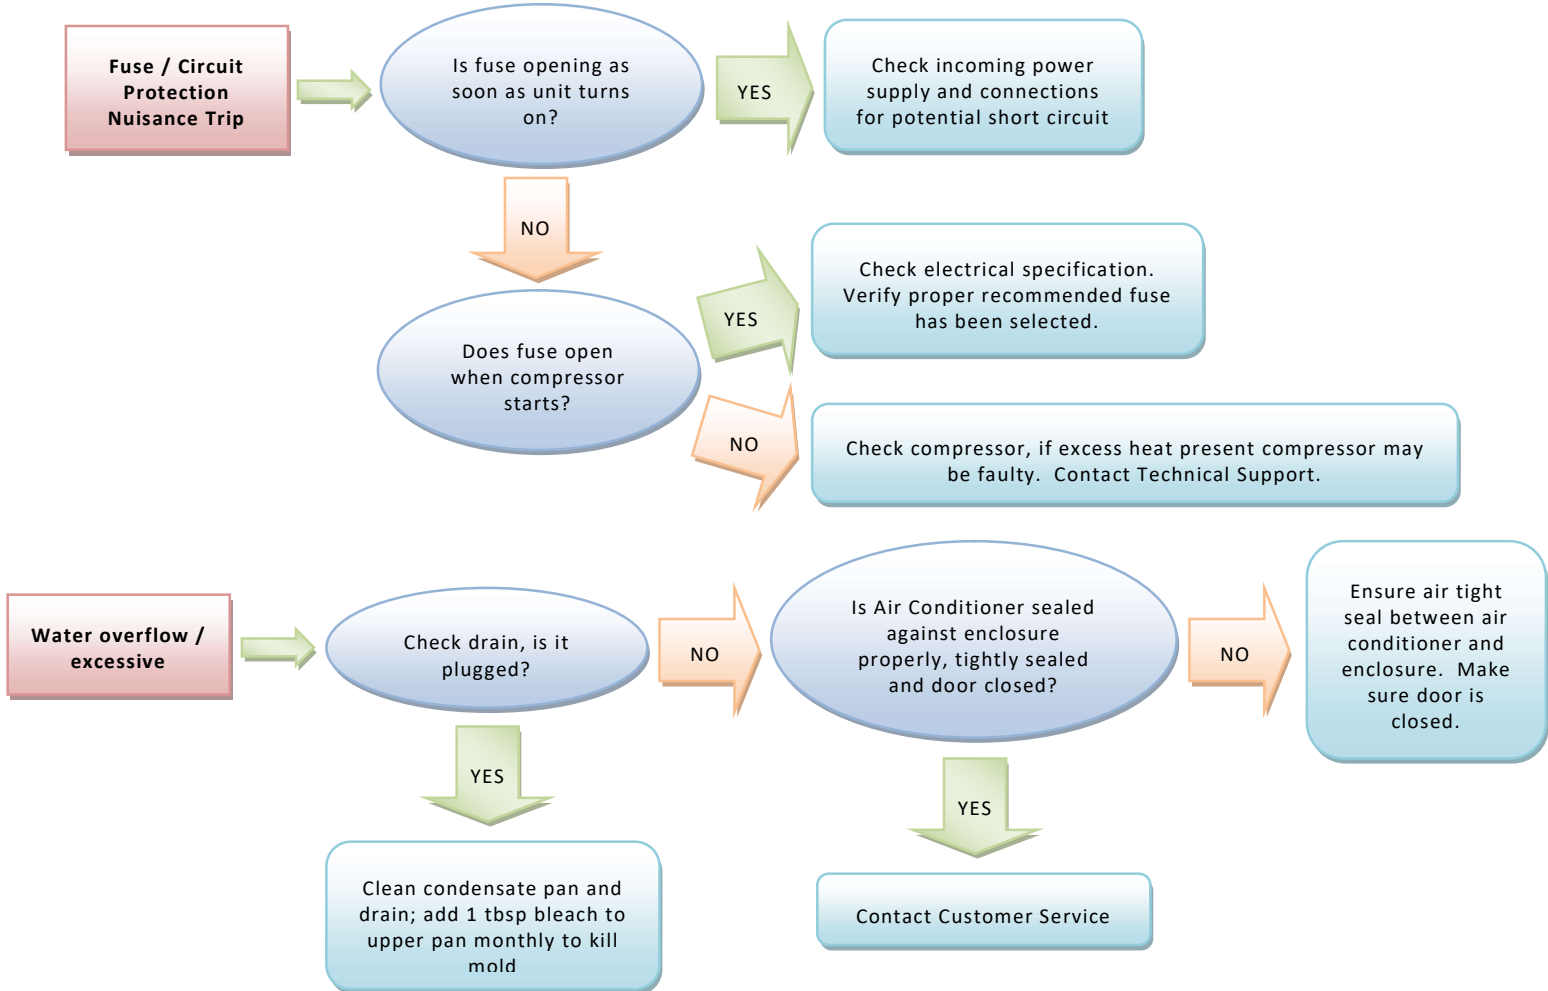 Fuse / Circuit
Protection
Nuisance Trip
Is fuse opening as
soon as unit turns
on?
YES
Check incoming power
supply and connections
for potential short circuit
NO
Does fuse open
when compressor
starts?
YES
Check electrical specification.
Verify proper recommended fuse
has been selected.
NO
Check compressor, if excess heat present compressor may
be faulty.  Contact Technical Support.
Water overflow /
excessive
Check drain, is it
plugged?
NO
Is Air Conditioner sealed
against enclosure
properly, tightly sealed
and door closed?
NO
Ensure air tight
seal between air
conditioner and
enclosure.  Make
sure door is
closed.
YES
Clean condensate pan and
drain; add 1 tbsp bleach to
upper pan monthly to kill
mold
YES
Contact Customer Service